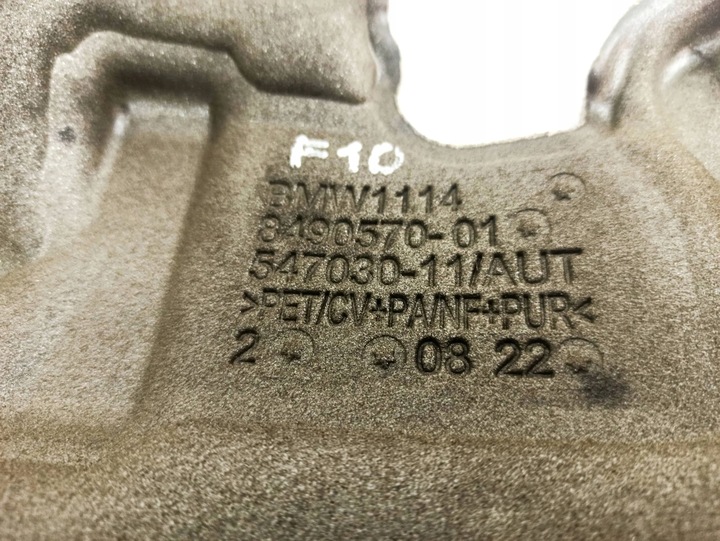 F10
BMW1114
8490570-01
547030-11/AUT
>PET/CV+PA/NF+PUR<
2 08 22